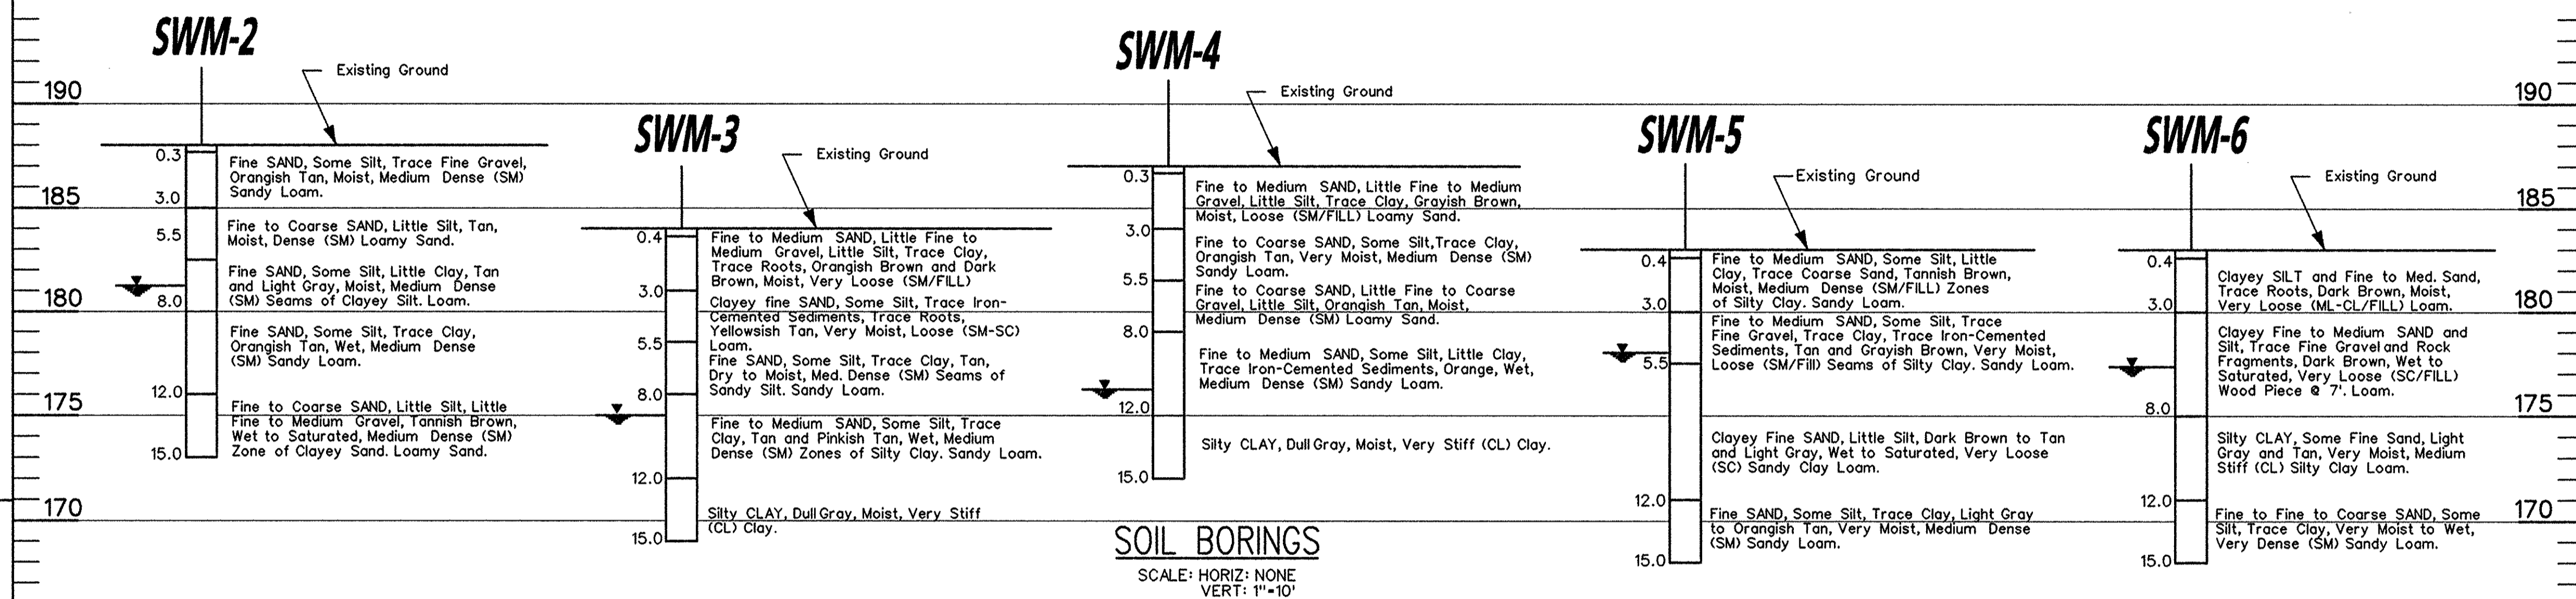 SWM-2
Existing Ground
190
185
180
175
170
0.3
3.0
5.5
8.0
12.0
15.0
Fine SAND, Some Silt, Trace Fine Gravel,
Orangish Tan, Moist, Medium Dense (SM)
Sandy Loam.
Fine to Coarse SAND, Little Silt, Tan,
Moist, Dense (SM) Loamy Sand.
Fine SAND, Some Silt, Little Clay, Tan
and Light Gray, Moist, Medium Dense
(SM) Seams of Clayey Silt. Loam.
Fine SAND, Some Silt, Trace Clay,
Orangish Tan, Wet, Medium Dense
(SM) Sandy Loam.
Fine to Coarse SAND, Little Silt, Little
Fine to Medium Gravel, Tannish Brown,
Wet to Saturated, Medium Dense (SM)
Zone of Clayey Sand. Loamy Sand.
SWM-3
Existing Ground
0.4
3.0
5.5
8.0
12.0
15.0
Fine to Medium SAND, Little Fine to
Medium Gravel, Little Silt, Trace Clay,
Trace Roots, Orangish Brown and Dark
Brown, Moist, Very Loose (SM/FILL)
Clayey fine SAND, Some Silt, Trace Iron-
Cemented Sediments, Trace Roots,
Yellowsish Tan, Very Moist, Loose (SM-SC)
Loam.
Fine SAND, Some Silt, Trace Clay, Tan,
Dry to Moist, Med. Dense (SM) Seams of
Sandy Silt. Sandy Loam.
Fine to Medium SAND, Some Silt, Trace
Clay, Tan and Pinkish Tan, Wet, Medium
Dense (SM) Zones of Silty Clay. Sandy Loam.
Silty CLAY, Dull Gray, Moist, Very Stiff
(CL) Clay.
SWM-4
Existing Ground
0.3
3.0
5.5
8.0
12.0
15.0
Fine to Medium SAND, Little Fine to Medium
Gravel, Little Silt, Trace Clay, Grayish Brown,
Moist, Loose (SM/FILL) Loamy Sand.
Fine to Coarse SAND, Some Silt,Trace Clay,
Orangish Tan, Very Moist, Medium Dense (SM)
Sandy Loam.
Fine to Coarse SAND, Little Fine to Coarse
Gravel, Little Silt, Orangish Tan, Moist,
Medium Dense (SM) Loamy Sand.
Fine to Medium SAND, Some Silt, Little Clay,
Trace Iron-Cemented Sediments, Orange, Wet,
Medium Dense (SM) Sandy Loam.
Silty CLAY, Dull Gray, Moist, Very Stiff (CL) Clay.
SOIL BORINGS
SCALE: HORIZ: NONE
VERT: 1"=10'
SWM-5
Existing Ground
0.4
3.0
5.5
12.0
15.0
Fine to Medium SAND, Some Silt, Little
Clay, Trace Coarse Sand, Tannish Brown,
Moist, Medium Dense (SM/FILL) Zones
of Silty Clay. Sandy Loam.
Fine to Medium SAND, Some Silt, Trace
Fine Gravel, Trace Clay, Trace Iron-Cemented
Sediments, Tan and Grayish Brown, Very Moist,
Loose (SM/Fill) Seams of Silty Clay. Sandy Loam.
Clayey Fine SAND, Little Silt, Dark Brown to Tan
and Light Gray, Wet to Saturated, Very Loose
(SC) Sandy Clay Loam.
Fine SAND, Some Silt, Trace Clay, Light Gray
to Orangish Tan, Very Moist, Medium Dense
(SM) Sandy Loam.
SWM-6
Existing Ground
0.4
3.0
8.0
12.0
15.0
Clayey SILT and Fine to Med. Sand,
Trace Roots, Dark Brown, Moist,
Very Loose (ML-CL/FILL) Loam.
Clayey Fine to Medium SAND and
Silt, Trace Fine Gravel and Rock
Fragments, Dark Brown, Wet to
Saturated, Very Loose (SC/FILL)
Wood Piece @ 7'. Loam.
Silty CLAY, Some Fine Sand, Light
Gray and Tan, Very Moist, Medium
Stiff (CL) Silty Clay Loam.
Fine to Fine to Coarse SAND, Some
Silt, Trace Clay, Very Moist to Wet,
Very Dense (SM) Sandy Loam.
190
185
180
175
170